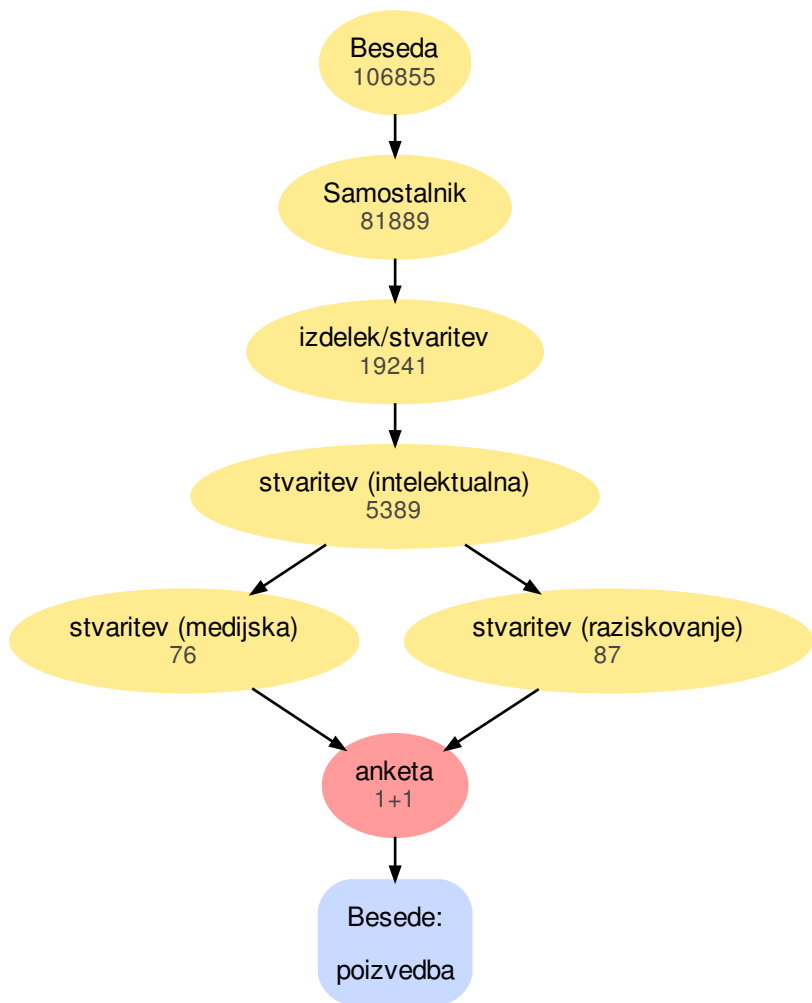 Beseda
106855
Samostalnik
81889
izdelek/stvaritev
19241
stvaritev (intelektualna)
5389
stvaritev (medijska)
76
stvaritev (raziskovanje)
87
anketa
1+1
Besede:
poizvedba